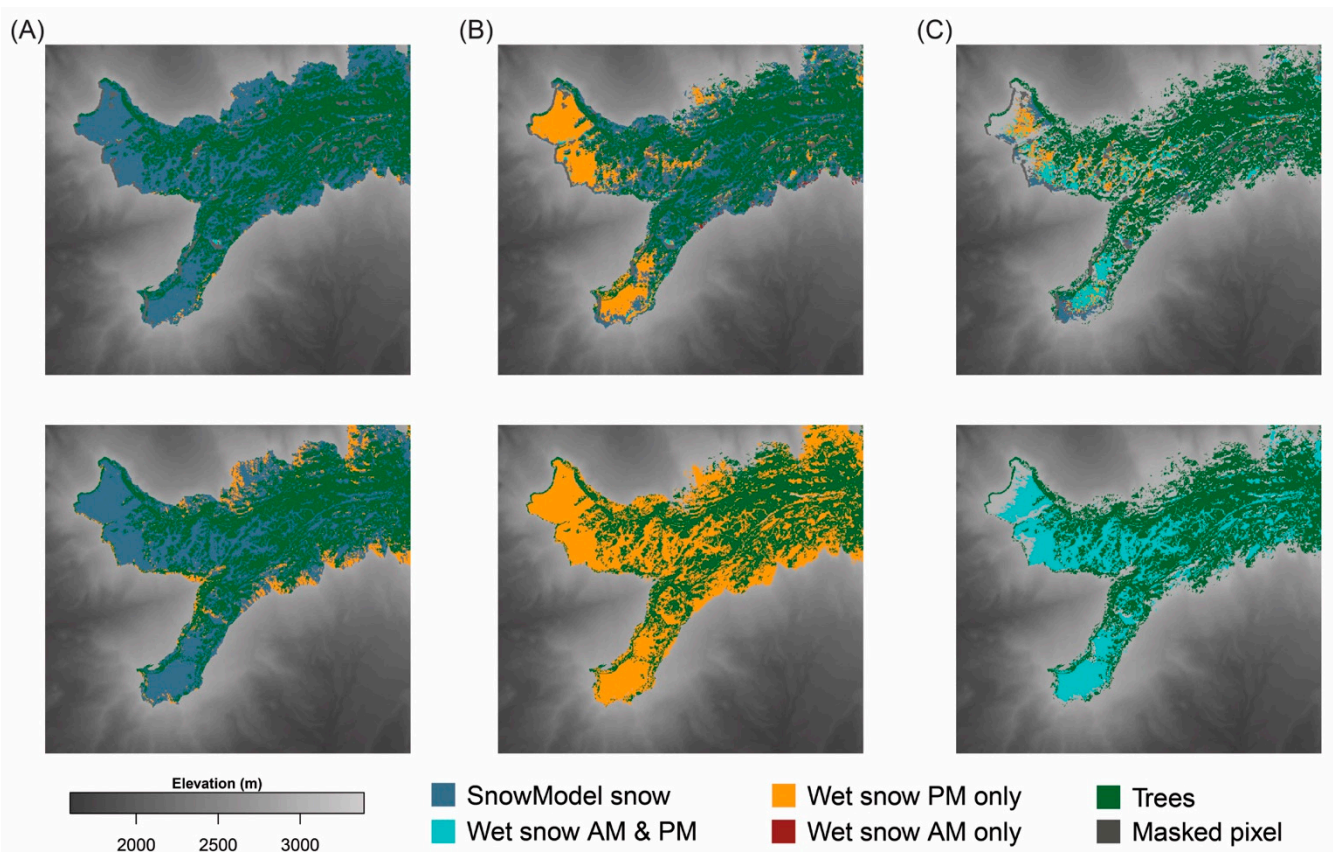 (A)
(B)
(C)
Elevation (m)
2000 2500 3000
SnowModel snow
Wet snow AM & PM
Wet snow PM only
Wet snow AM only
Trees
Masked pixel